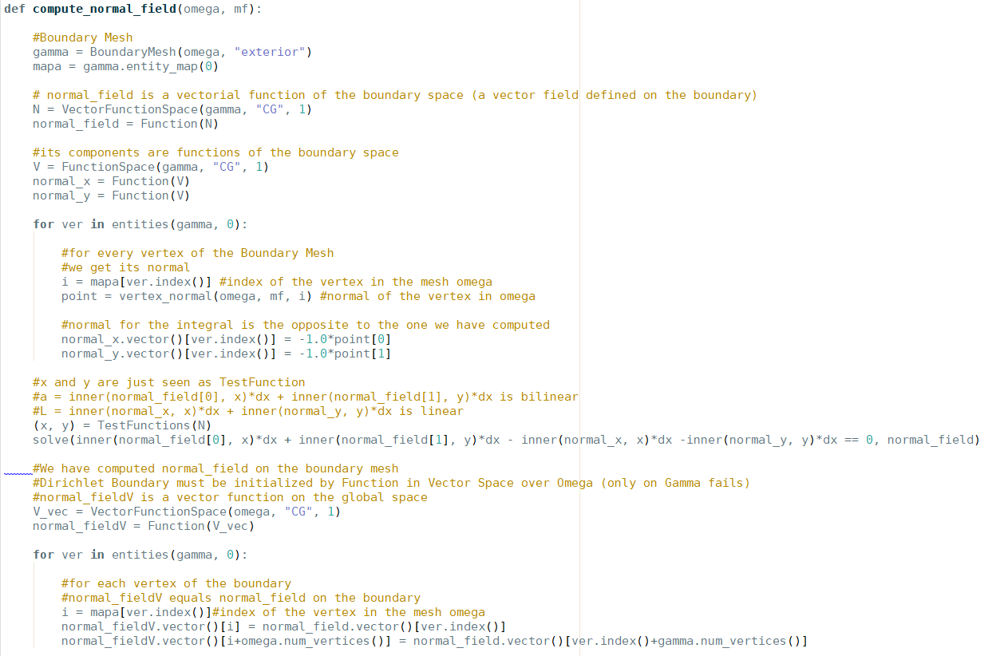 def compute_normal_field(omega, mf):
#Boundary Mesh
gamma = BoundaryMesh(omega, "exterior")
mapa = gamma.entity_map(0)
# normal_field is a vectorial function of the boundary space (a vector field defined on the boundary)
N = VectorFunctionSpace(gamma, "CG", 1)
normal_field = Function(N)
#its components are functions of the boundary space
V = FunctionSpace(gamma, "CG", 1)
normal_x = Function(V)
normal_y = Function(V)
for ver in entities(gamma, 0):
#for every vertex of the Boundary Mesh
#we get its normal
i = mapa[ver.index()] #index of the vertex in the mesh omega
point = vertex_normal(omega, mf, i) #normal of the vertex in omega
#normal for the integral is the opposite to the one we have computed
normal_x.vector()[ver.index()] = -1.0*point[0]
normal_y.vector()[ver.index()] = -1.0*point[1]
#x and y are just seen as TestFunction
#a = inner(normal_field[0], x)*dx + inner(normal_field[1], y)*dx is bilinear
#L = inner(normal_x, x)*dx + inner(normal_y, y)*dx is linear
(x, y) = TestFunctions(N)
solve(inner(normal_field[0], x)*dx + inner(normal_field[1], y)*dx - inner(normal_x, x)*dx -inner(normal_y, y)*dx == 0, normal_field)
#We have computed normal_field on the boundary mesh
#Dirichlet Boundary must be initialized by Function in Vector Space over Omega (only on Gamma fails)
#normal_fieldV is a vector function on the global space
V_vec = VectorFunctionSpace(omega, "CG", 1)
normal_fieldV = Function(V_vec)
for ver in entities(gamma, 0):
#for each vertex of the boundary
#normal_fieldV equals normal_field on the boundary
i = mapa[ver.index()]#index of the vertex in the mesh omega
normal_fieldV.vector()[i] = normal_field.vector()[ver.index()]
normal_fieldV.vector()[i+omega.num_vertices()] = normal_field.vector()[ver.index()+gamma.num_vertices()]